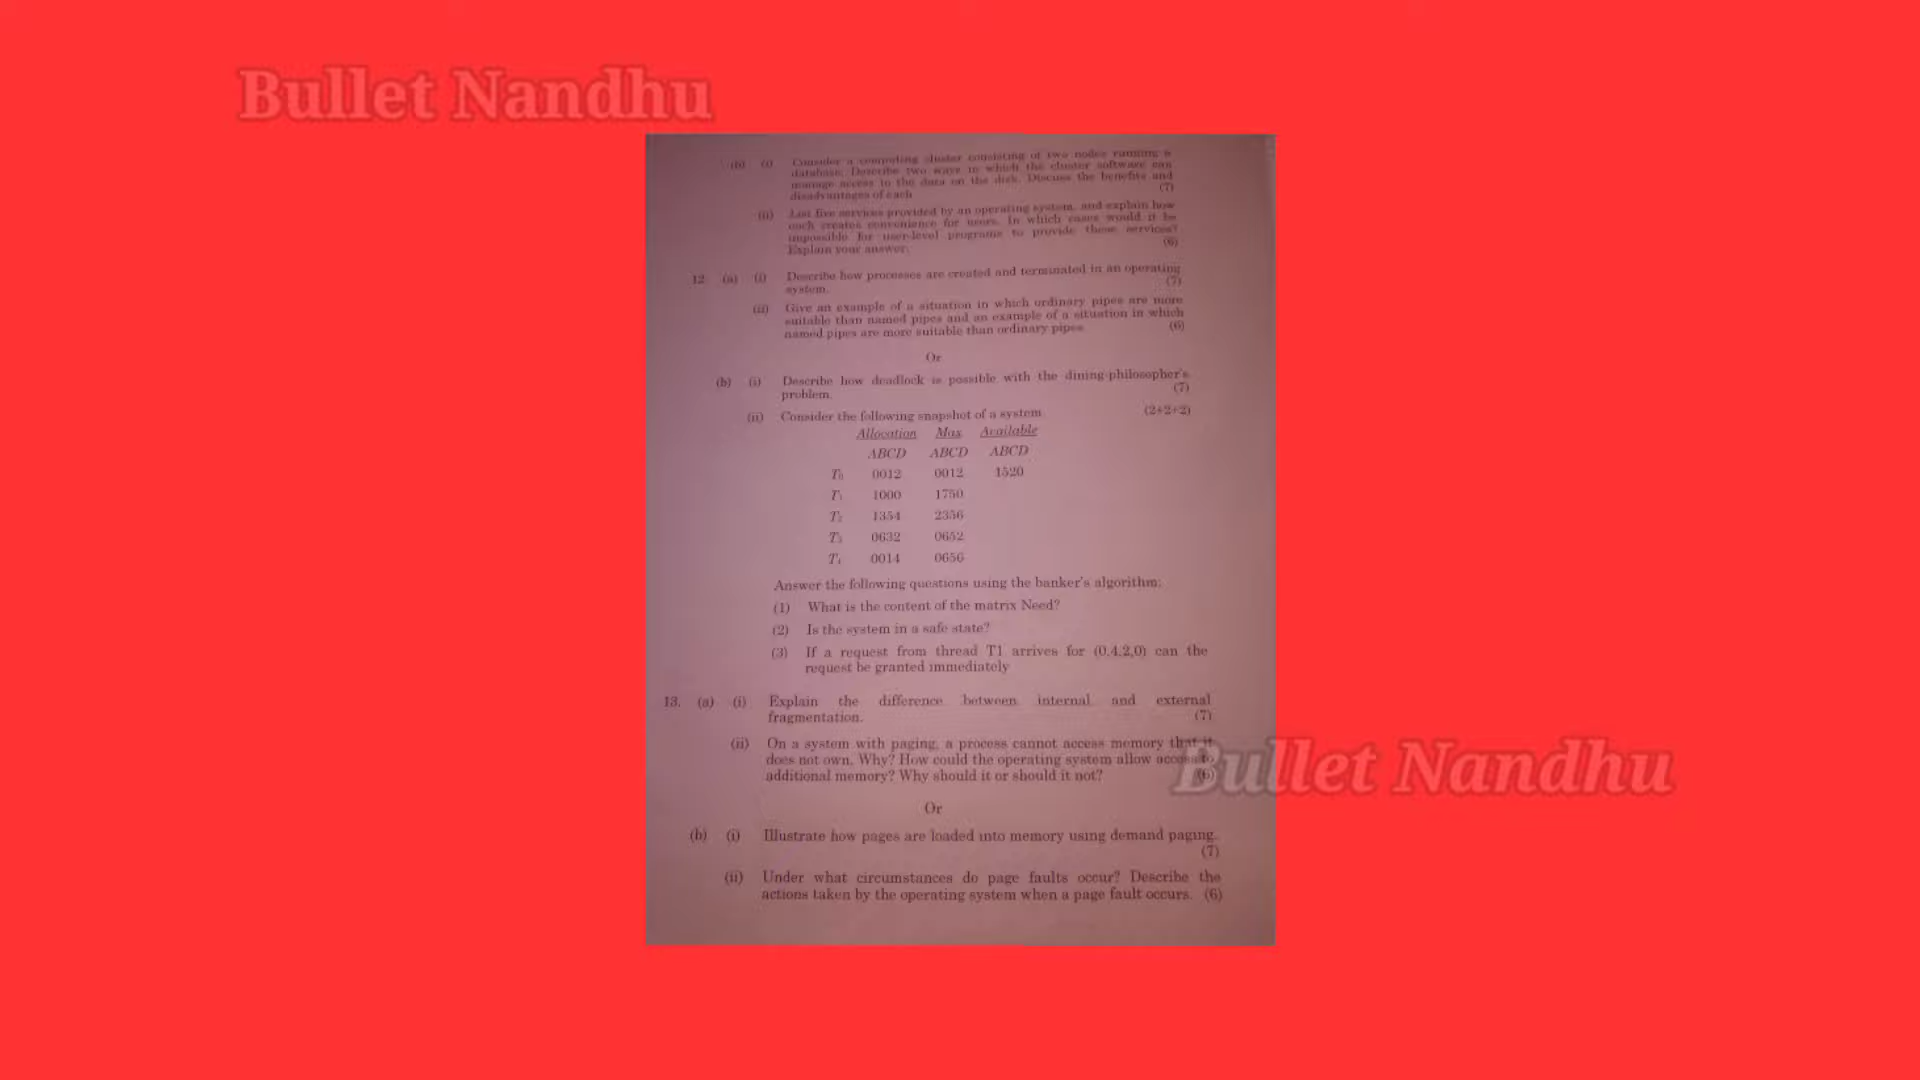 Bullet Nandhu
(b) (i) Consider a computing cluster consisting of two nodes running a
database. Describe two ways in which the cluster software can
manage access to the data on the disk. Discuss the benefits and
disadvantages of each (7)
(ii) List five services provided by an operating system, and explain how
each creates convenience for users. In which cases would it be
impossible for user-level programs to provide these services?
Explain your answer. (6)
12. (a) (i) Describe how processes are created and terminated in an operating
system. (7)
(ii) Give an example of a situation in which ordinary pipes are more
suitable than named pipes and an example of a situation in which
named pipes are more suitable than ordinary pipes (6)
Or
(b) (i) Describe how deadlock is possible with the dining-philosopher's
problem. (7)
(ii) Consider the following snapshot of a system (2+2+2)
Allocation Max Available
ABCD ABCD ABCD
T0 0012 0012 1520
T1 1000 1750
T2 1354 2356
T3 0632 0652
T4 0014 0656
Answer the following questions using the banker's algorithm:
(1) What is the content of the matrix Need?
(2) Is the system in a safe state?
(3) If a request from thread T1 arrives for (0,4,2,0) can the
request be granted immediately
13. (a) (i) Explain the difference between internal and external
fragmentation. (7)
(ii) On a system with paging, a process cannot access memory that it
does not own. Why? How could the operating system allow access to
additional memory? Why should it or should it not? (6)
Bullet Nandhu
Or
(b) (i) Illustrate how pages are loaded into memory using demand paging.
(7)
(ii) Under what circumstances do page faults occur? Describe the
actions taken by the operating system when a page fault occurs. (6)